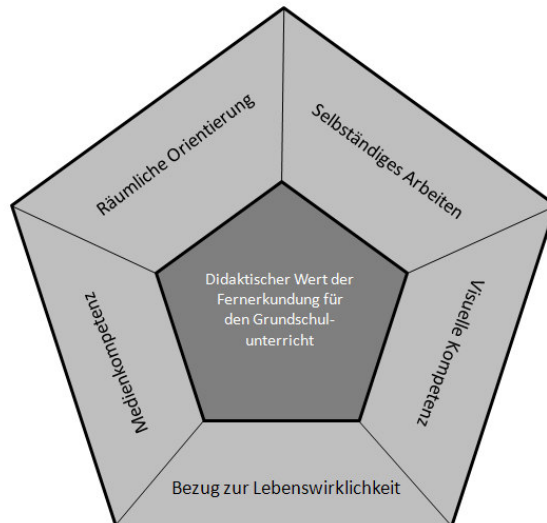 Räumliche Orientierung
Selbständiges Arbeiten
Didaktischer Wert der
Fernerkundung für
den Grundschul-
unterricht
Medienkompetenz
Visuelle Kompetenz
Bezug zur Lebenswirklichkeit